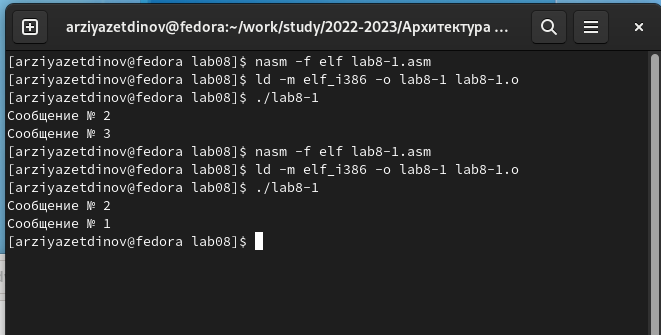 arziyazetdinov@fedora:~/work/study/2022-2023/Архитектура ...
[arziyazetdinov@fedora lab08]$ nasm -f elf lab8-1.asm
[arziyazetdinov@fedora lab08]$ ld -m elf_i386 -o lab8-1 lab8-1.o
[arziyazetdinov@fedora lab08]$ ./lab8-1
Сообщение № 2
Сообщение № 3
[arziyazetdinov@fedora lab08]$ nasm -f elf lab8-1.asm
[arziyazetdinov@fedora lab08]$ ld -m elf_i386 -o lab8-1 lab8-1.o
[arziyazetdinov@fedora lab08]$ ./lab8-1
Сообщение № 2
Сообщение № 1
[arziyazetdinov@fedora lab08]$